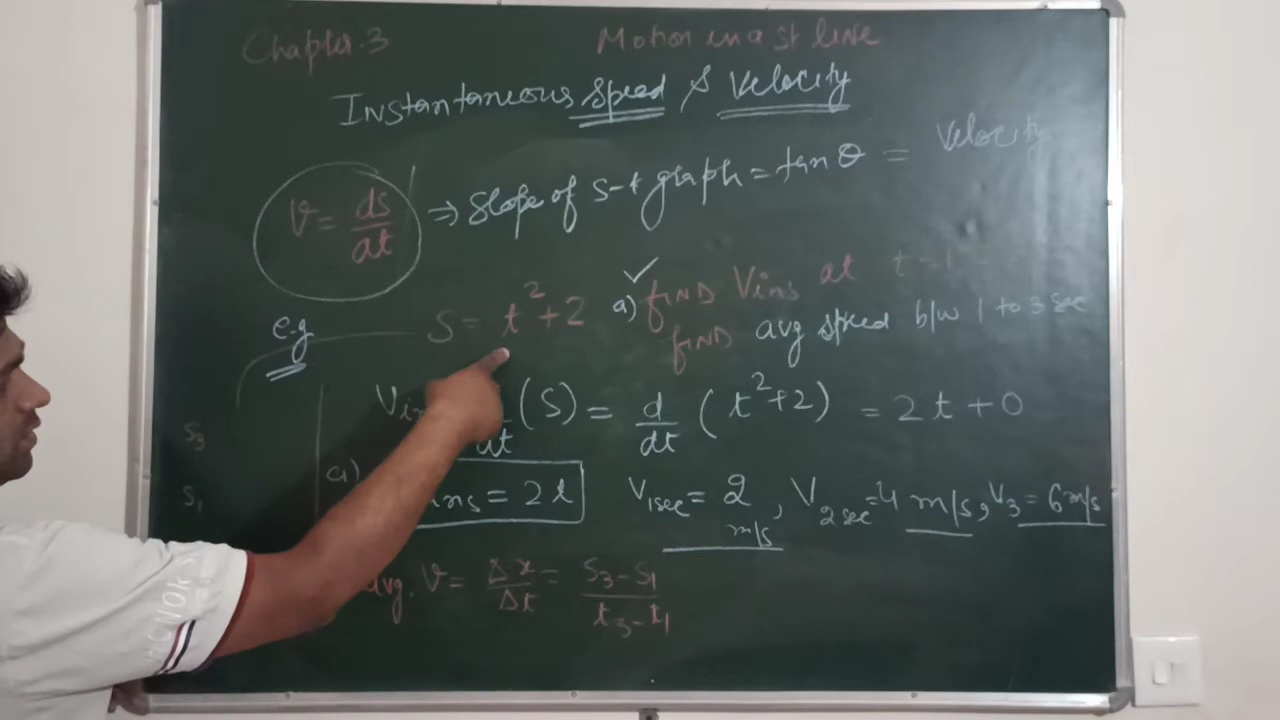 Chapter.3 Motion in a st line
Instantaneous Speed & Velocity
V = ds/dt ⇒ Slope of s-t graph = tan θ = Velocity
a) FIND Vins at t = 1
e.g S = t² + 2
FIND avg speed b/w 1 to 3 sec
(S) = d/dt (t² + 2) = 2t + 0
S3
a)
S1
ins = 2t V1sec = 2 m/s, V2sec = 4 m/s, V3 = 6 m/s
avg. V = Δx/Δt = S3 - S1 / t3 - t1